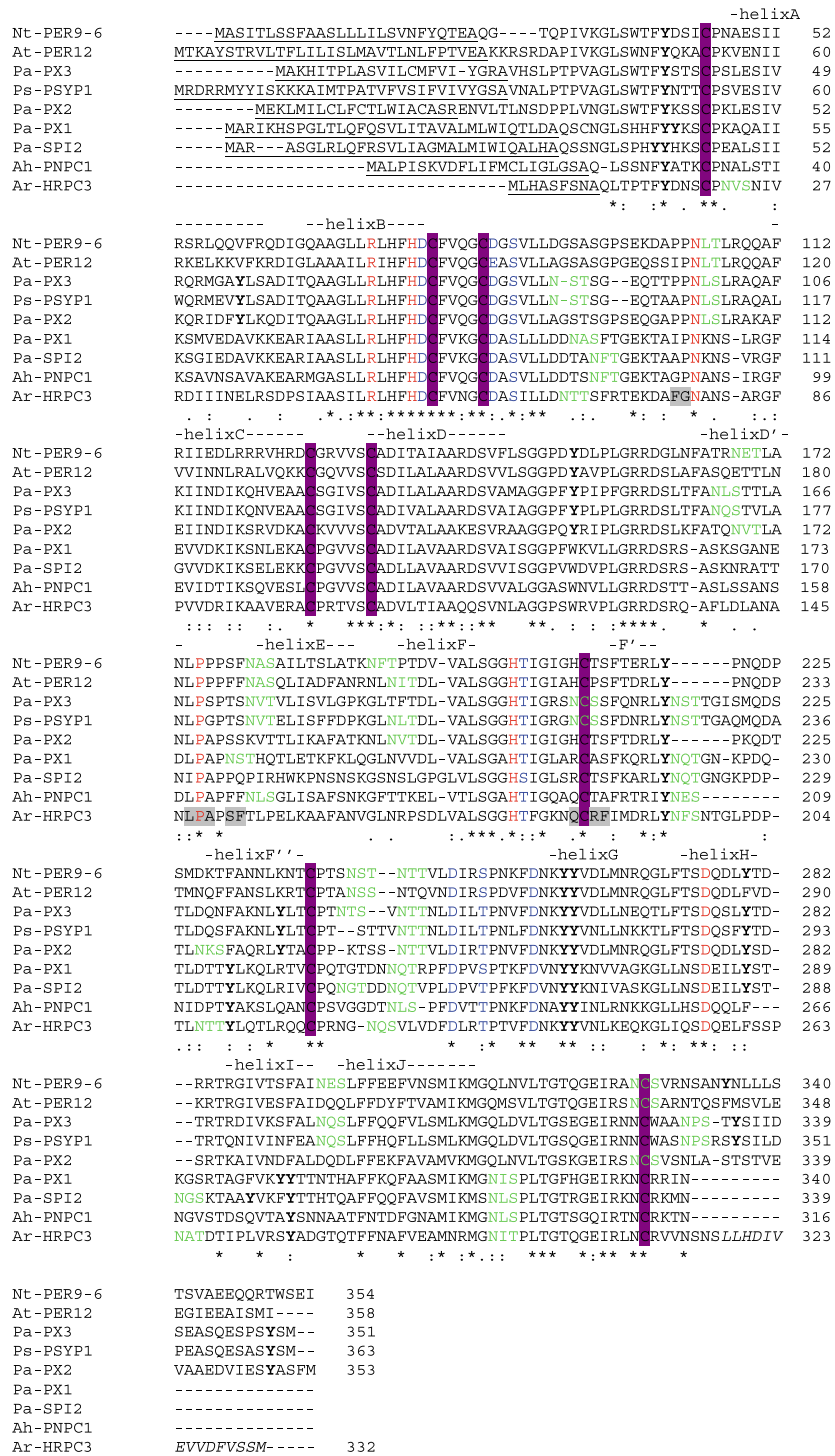 -helixA
Nt-PER9-6 ----MASITLSSFAASLLLILSVNFYQTEAQG---TQPIVKGLSWTFYDSICPNAESII 52
At-PER12 MTKAYSTRVLTFLILISLMAVTLNLFPTVEAKKRSRDAPIVKGLSWTFYQKACPKVENII 60
Pa-PX3 ----------MAKHITPLASVILCMFVI-YGRAVHSLPTPVAGLSWTFYSTSCPSLESIV 49
Ps-PSYP1 MRDRRMYYISKKKAIMTPATVFVSIFIVIYGSAVNALPTPVAGLSWTFYNTTCPSVESIV 60
Pa-PX2 --------MEKLMILCLFCTLWIACASRENVLTLNSDPPLVNGLSWTFYKSSCPKLESIV 52
Pa-PX1 -----MARIKHSPGLTLQFQSVLITAVALMLWIQTLDAQSSCNGLSHHFYYKSCPKAQAII 55
Pa-SPI2 -----MAR---ASGLRLQFRSVFSIAGVALMIWIQALHAQSSNGLSPHYYHKSCPEALSII 52
Ah-PNPC1 -------------------MALPISKVDFLIFMCLIGLGSAQ-LSSNFYATKCPNALSTI 40
Ar-HRPC3 ---------------------------------MLHASFSNAQLTPTFYDNSCPNVSNIV 27
*: :* . **. :
--------- ---helixB---- -
Nt-PER9-6 RSRLQQVFRQDIGQAAGLLRLHFHDCFVQGCDGSVLLDGSASGPSEKDAPPNLTLRQQAF 112
At-PER12 RKELKKVFKRDIGLAAAILRIHFHDCFVQGCEASVLLAGSASGPGEQSSIPNLTLRQQAF 120
Pa-PX3 RQRMGAYLSADITQAAGLLRLHFHDCFVQGCDGSVLLN-STSG--EQTTPPNLSLRAQAF 106
Ps-PSYP1 WQRMEVYLSADITQAAGLLRLHFHDCFVQGCDGSVLLN-STSG--EQTAAPNLSLRAQAL 117
Pa-PX2 KQRIDFYLKQDITQAAGLLRLHFHDCFVQGCDGSVLLAGSTSGPSEQGAPPNLSLRAKAF 112
Pa-PX1 KSMVEDAVKKEARIAASLLRLHFHDCFVKGCDASLLLDDNASFTGEKTAIPNKNS-LRGF 114
Pa-SPI2 KSGIEDAVKKEARIAASLLRLHFHDCFVKGCDASVLLDDTANFTGEKTAAPNKNS-VRGF 111
Ah-PNPC1 KSAVNSAVAKEARMGASLLRLHFHDCFVQGCDASVLLDDTSNFTGEKTAGPNANS-IRGF 99
Ar-HRPC3 RDIIINELRSDPSIAASILRLHFHDCFVNGCDASILLDNTTSFRTEKDAFGNANS-ARGF 86
. : : .*.:**:*******:**:.*:** .:. *: : * . :.:
-helixC------ --helixD------- --helixD'-
Nt-PER9-6 RIIEDLRRRVHRDCGRVVSCADITAIAARDSVFLSGGPDYDLPLGRRDGLNFATRNETLA 172
At-PER12 VVINNLRALVQKKCGQVVSCSDILALAARDSVVLSGGPDYAVPLGRRDSLAFASQETTLN 180
Pa-PX3 KIINDIKQHVEAACSGIVSCADILALAARDSVAMAGGPFYPIPLGRRDSLTFANLSTTLA 166
Ps-PSYP1 KIINDIKQNVEAACSGIVSCADILALAARDSVAIAGGPFYPLPLGRRDSLTFANQSTVLA 177
Pa-PX2 EIINDIKSRVDKACKVVVSCADVTALAAKESVRAAGGPQYRIPLGRRDSLKFATQNVTLA 172
Pa-PX1 EVVDKIKSNLEKACPGVVSCADILAVAARDSVAISGGPFWKVLLGRRDSRS-ASKSGANE 173
Pa-SPI2 GVVDKIKSELEKKCPGVVSCADILAVAARDSVVISGGPVWDVPLGRRDSRS-ASKNRATT 170
Ah-PNPC1 EVIDTIKSQVESLCPGVVSCADILAVAARDSVVALGGASWNVLLGRRDSTT-ASLSSANS 158
Ar-HRPC3 PVVDRIKAAVERACPRTVSCADVLTIAAQQSVNLAGGPSWRVPLGRRDSRQ-AFLDLANA 145
::: :: :. * ***:*: ::**::** **. : : ****. * . .
- -helixE--- --helixF- -F'--
Nt-PER9-6 NLPPPSFFNASAILTSLATKNFTPTDV-VALSGGHTIGIGHCTSFTERLY------PNQDP 225
At-PER12 NLPPPFFNASQLIADFANRNLNITDL-VALSGGHTIGIAHCPSFTDRLY------PNQDP 233
Pa-PX3 NLPSPTSNVTVLISVLGPKGLTFTDL-VALSGGHTIGRSNCSSFQNRLYNSTTGISMQDS 225
Ps-PSYP1 NLPGPTSNVTELISFFDPKGLNLTDL-VALSGGHTIGRGNCSSFDNRLYNSTTGAQMQDA 236
Pa-PX2 NLPAPSSKVTTLIKAFATKNLNVTDL-VALSGGHTIGIGHCTSFTDRLY------PKQDT 225
Pa-PX1 NLPAPNSTHQTLETKFKLQGLNVVDL-VALSGAHTIGLARCASFKQRLYNQTGN-KPDQ- 230
Pa-SPI2 NIPAPPQPIRHWKPNSNSKGSNSLGPGLVLSGGHSIGLSRCTSFKARLYNQTGNGKPDP- 229
Ah-PNPC1 DLPAPFFNLSGLISAFSNKGFTTKEL-VTLSGAHTIGQAQCTAFRTRIYNES-------- 209
Ar-HRPC3 NLPAPSFTLPELKAAFANVGLNRPSDLVALSGGHTFGKNQCRFIMDRLYNFSNTGLPDP- 204
::* * . . :.***.*::* .* : *:* :
-helixF''- --helixG- -helixH-
Nt-PER9-6 SMDKTFANNLKNTCPTSNST-NTTVLDIRSPNKFDNKYYVDLMNRQGLFTSDQDLYTD- 282
At-PER12 TMNQFFANSLKRTCPTANSS-NTQVNDIRSPDVFDNKYYVDLMNRQGLFTSDQDLFVD- 290
Pa-PX3 TLDQNFAKNLYLTCPTNTS--VNTTNLDILTPNVFDNKYYVDLLNEQTLFTSDQSLYTD- 282
Ps-PSYP1 TLDQSFAKNLYLTCPT-STTVNTTNLDILTPNLFDNKYYVNLLNKKTLFTSDQSFYTD- 293
Pa-PX2 TLNKSFAQRLYTACPP-KTSS-NTTVLDIRTPNVFDNKYYVDLMNRQGLFTSDQDLYSD- 282
Pa-PX1 TLDTTYLKQLRTVCPQTGTDNNQTRPFDPVSPTKFDVNYYKNVVAGKGLLNSDEILYST- 289
Pa-SPI2 TLDTTYLKQLRIVCPQNGTDDNQTVPLDPVTPFKFDVNYYKNIVASKGLLNSDEILYST- 288
Ah-PNPC1 NIDPTYAKSLQANCPSVGGDTNLS-PFDVTTPNKFDNAYYINLRNKKGLLHSDQQLF--- 266
Ar-HRPC3 TLNTTYLQTLRQQCPRNG-NQSVLVDFDLRTPTVFDNKYYVNLKEQKGLIQSDQELFSSP 263
.:: : * ** * :* ** ** :: : *: **: ::
---helixI--- --helixJ-------
Nt-PER9-6 --RRTRGIVTSFAINESLFFEEFVNSMIKMGQLNVLTGTQGEIRANCSVRNSANYNLLLS 340
At-PER12 --KRTRGIVESFAIDQQLFFDYFTVAMIKMGQMSVLTGTQGEIRSNCSARNTQSFMSVLE 348
Pa-PX3 --TRTRDIVKSFALNQSLFFQQFVLSMLKMGQLDVLTGSEGEIRNNCWAANPS-TYSIID 339
Ps-PSYP1 --TRTQNIVINFEANQSLFFHQFLLSMLKMGQLDVLTGSQGEIRNNCWASNPSRSYSILD 351
Pa-PX2 --SRTKAIVNDFALDQDLFFEKFAVAMVKMGQLNVLTGSKGEIRSNCSVSNLA-STSTVE 339
Pa-PX1 KGSRTAGFVKYYTTNTHAFFKQFAASMIKMGNISPLTGTRGEIRKNCRRIN--------- 340
Pa-SPI2 NGSKTAAYVKFYTTHTQAFFQQFAVSMIKMSNLSPLTGFRGEIRKNCRKMN--------- 339
Ah-PNPC1 NGVSTDSQVTAYSNNAATFNTDFGNAMIKMGNLSPLTGTSGQIRTNCRKTN--------- 316
Ar-HRPC3 NATDTIPLVRSYADGTQTFFNAFVEAMNRMGNITPLTGTQGEIRLNCRVVNSNSLLHDIV 323
* * : * * :* :*.:: *** *:** ** *
Nt-PER9-6 TSVAEEQQRTWSEI 354
At-PER12 EGIEEAISMI---- 358
Pa-PX3 SEASQESPSYSM-- 351
Ps-PSYP1 PEASQESASYSM-- 363
Pa-PX2 VAAEDVIESYASFM 353
Pa-PX1 --------------
Pa-SPI2 --------------
Ah-PNPC1 --------------
Ar-HRPC3 EVVDFVSSM----- 332